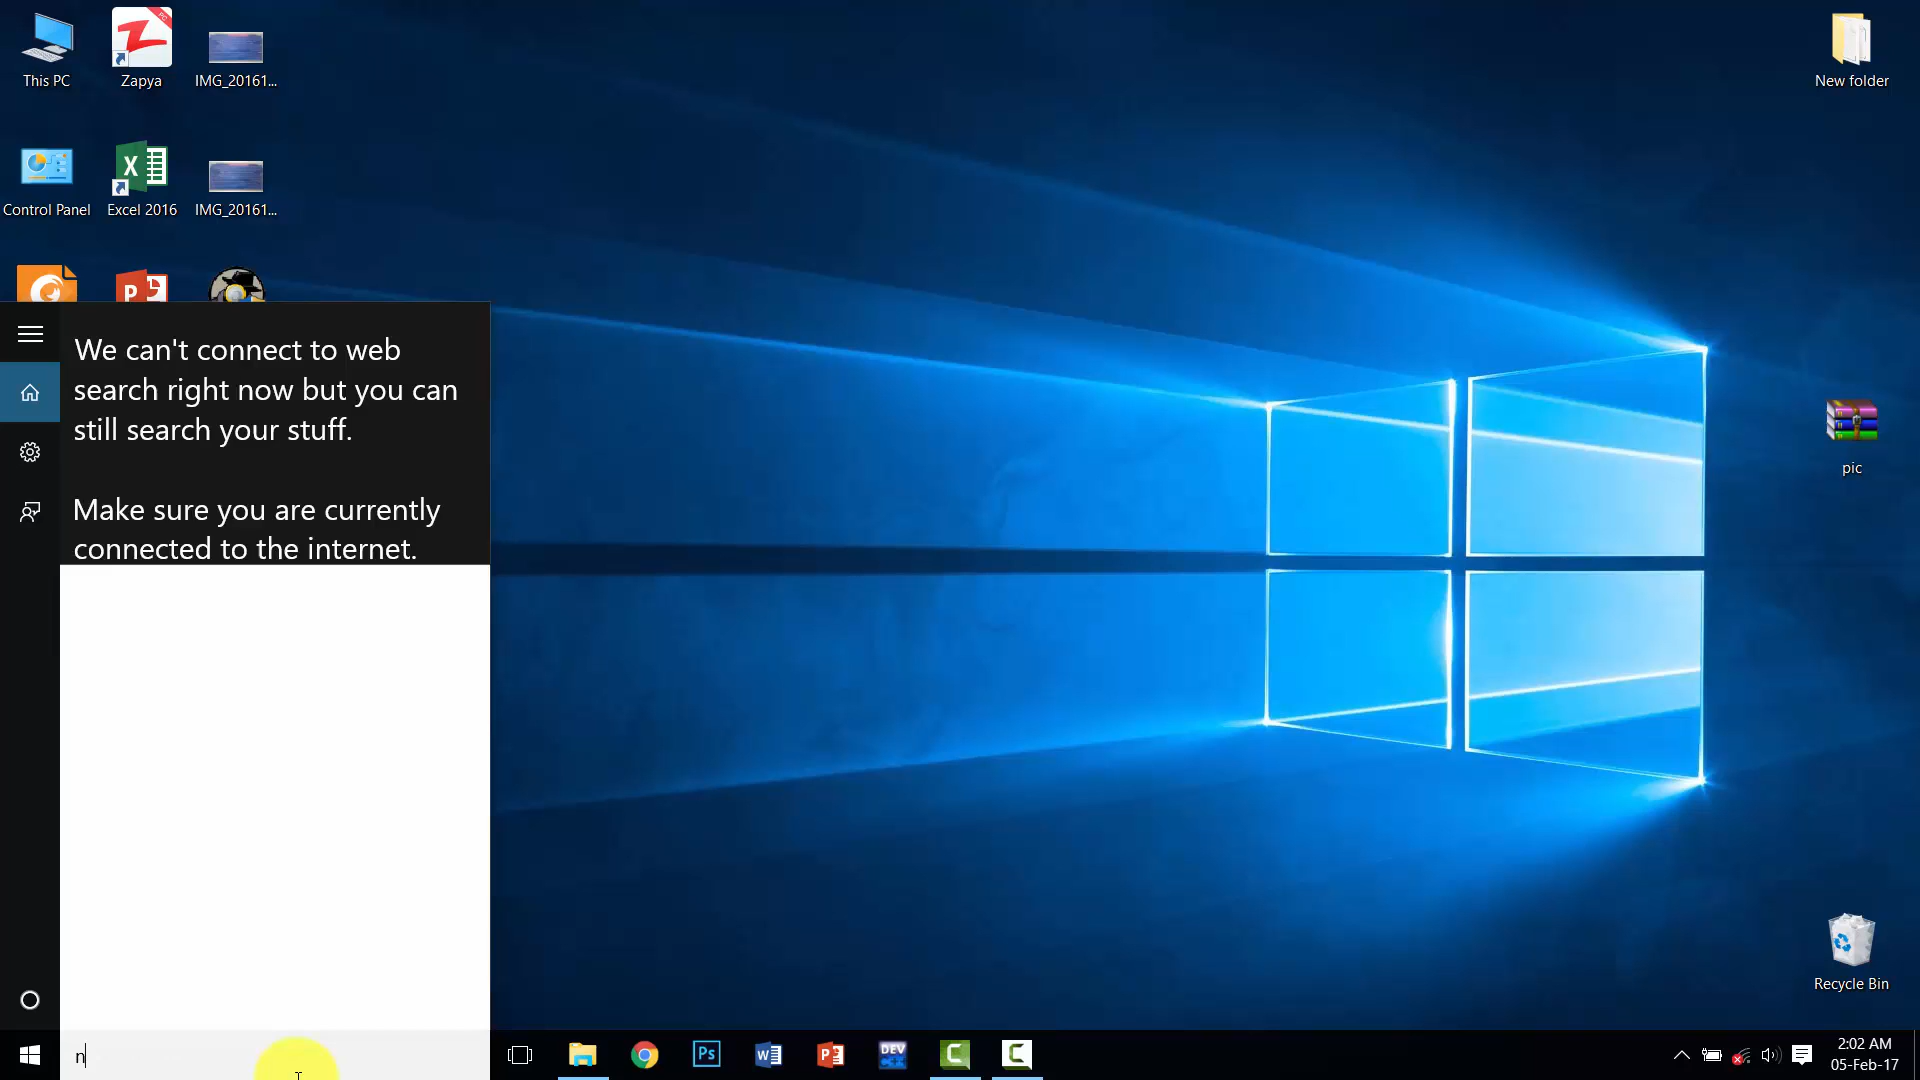 This PC
Zapya
IMG_20161...
New folder
Control Panel
Excel 2016
IMG_20161...
We can't connect to web
search right now but you can
still search your stuff.
Make sure you are currently
connected to the internet.
pic
Recycle Bin
n
Ps
DEV
2:02 AM
05-Feb-17